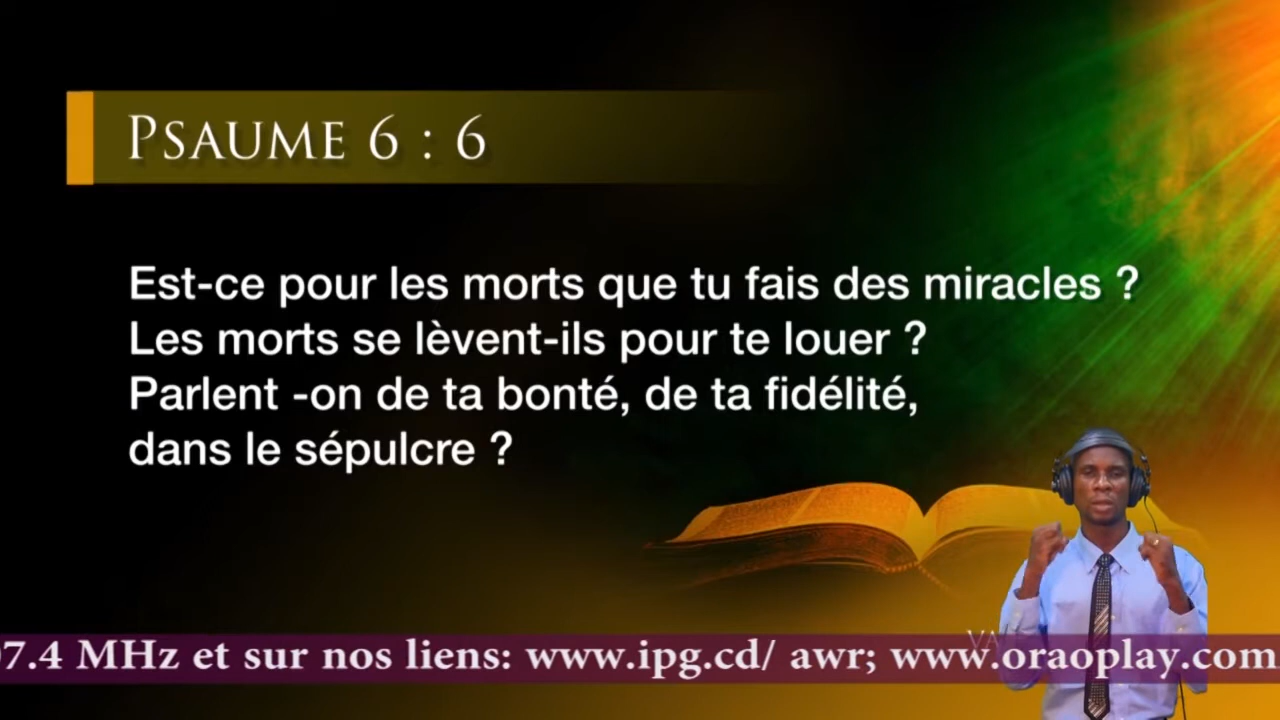 PSAUME 6 : 6
Est-ce pour les morts que tu fais des miracles ?
Les morts se lèvent-ils pour te louer ?
Parlent -on de ta bonté, de ta fidélité,
dans le sépulcre ?
7.4 MHz et sur nos liens: www.ipg.cd/ awr; www.oraoplay.com